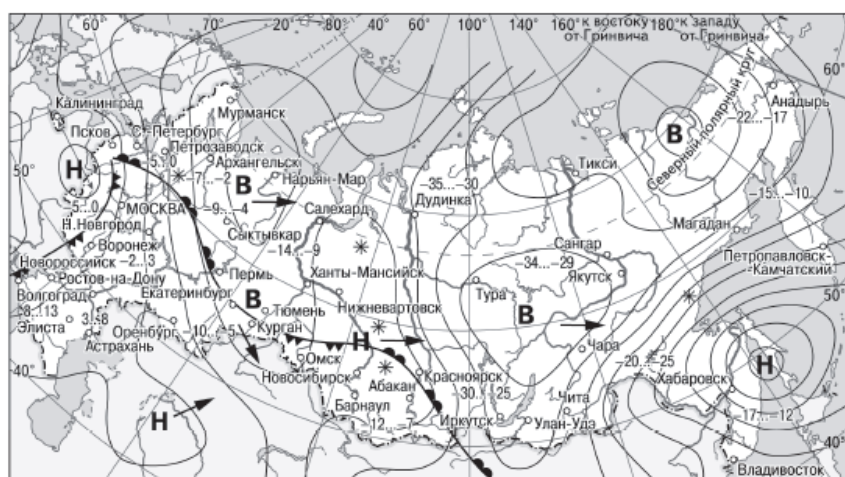 60°
70°
20° 40° 60° 80° 100° 120° 140° 160° к востоку от Гринвича
180° к западу от Гринвича
60°
Калининград
Мурманск
Северный полярный круг
Анадырь
Псков
С.-Петербург
Петрозаводск
-22...-17
В
50°
Н
-5...0
Архангельск
-7...-2
В
Нарьян-Мар
-35...-30
Тикси
-15...-10
-5...0
МОСКВА
-9...-4
Салехард
Дудинка
Н.Новгород
Сыктывкар
Магадан
Воронеж
-14...-9
Сангар
Петропавловск-
Камчатский
Новороссийск
-2...3
-34...-29
Ростов-на-Дону
Пермь
Ханты-Мансийск
Якутск
Волгоград
Екатеринбург
В
Тура
50°
8...13
Тюмень
Нижневартовск
В
Элиста
3...8
Оренбург
-10...-5
Курган
Н
Чара
Астрахань
Омск
-20...-25
Н
40°
Новосибирск
Красноярск
Хабаровск
Абакан
-30...-25
Чита
Барнаул
-17...-12
Н
-12...-7
Иркутск
Улан-Удэ
40°
Владивосток